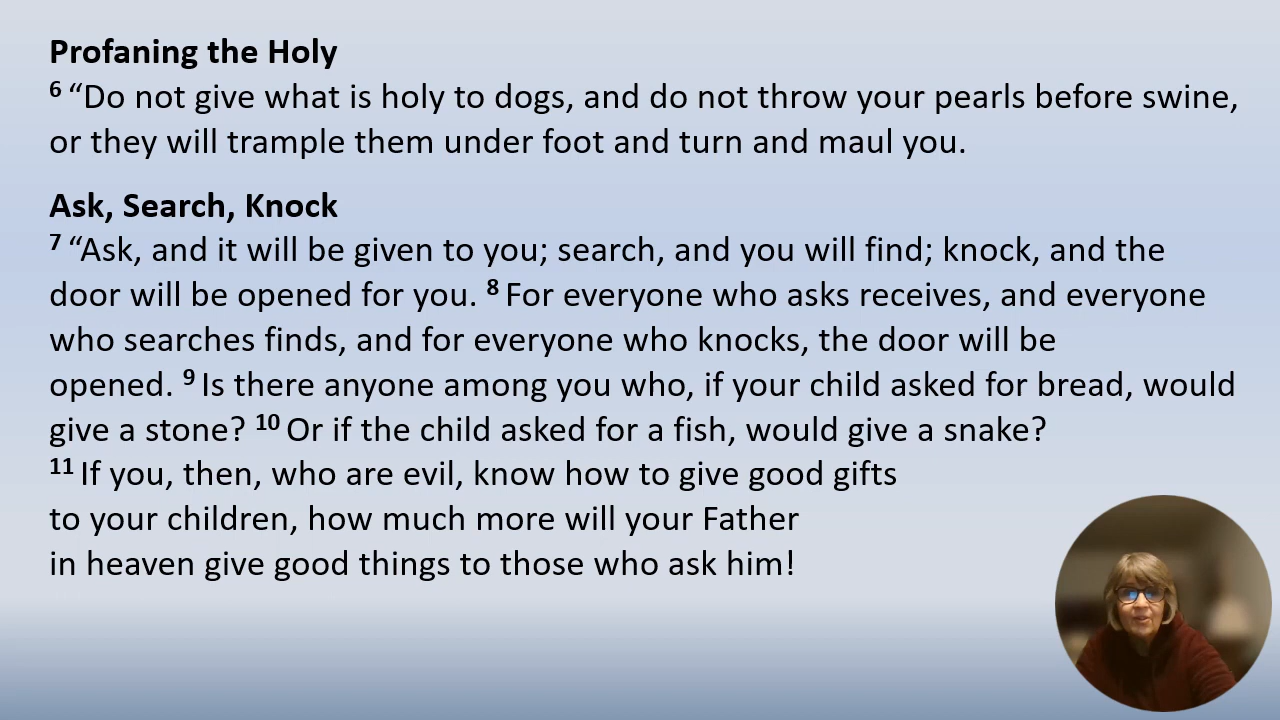 Profaning the Holy
6 “Do not give what is holy to dogs, and do not throw your pearls before swine,
or they will trample them under foot and turn and maul you.
Ask, Search, Knock
7 “Ask, and it will be given to you; search, and you will find; knock, and the
door will be opened for you. 8 For everyone who asks receives, and everyone
who searches finds, and for everyone who knocks, the door will be
opened. 9 Is there anyone among you who, if your child asked for bread, would
give a stone? 10 Or if the child asked for a fish, would give a snake?
11 If you, then, who are evil, know how to give good gifts
to your children, how much more will your Father
in heaven give good things to those who ask him!